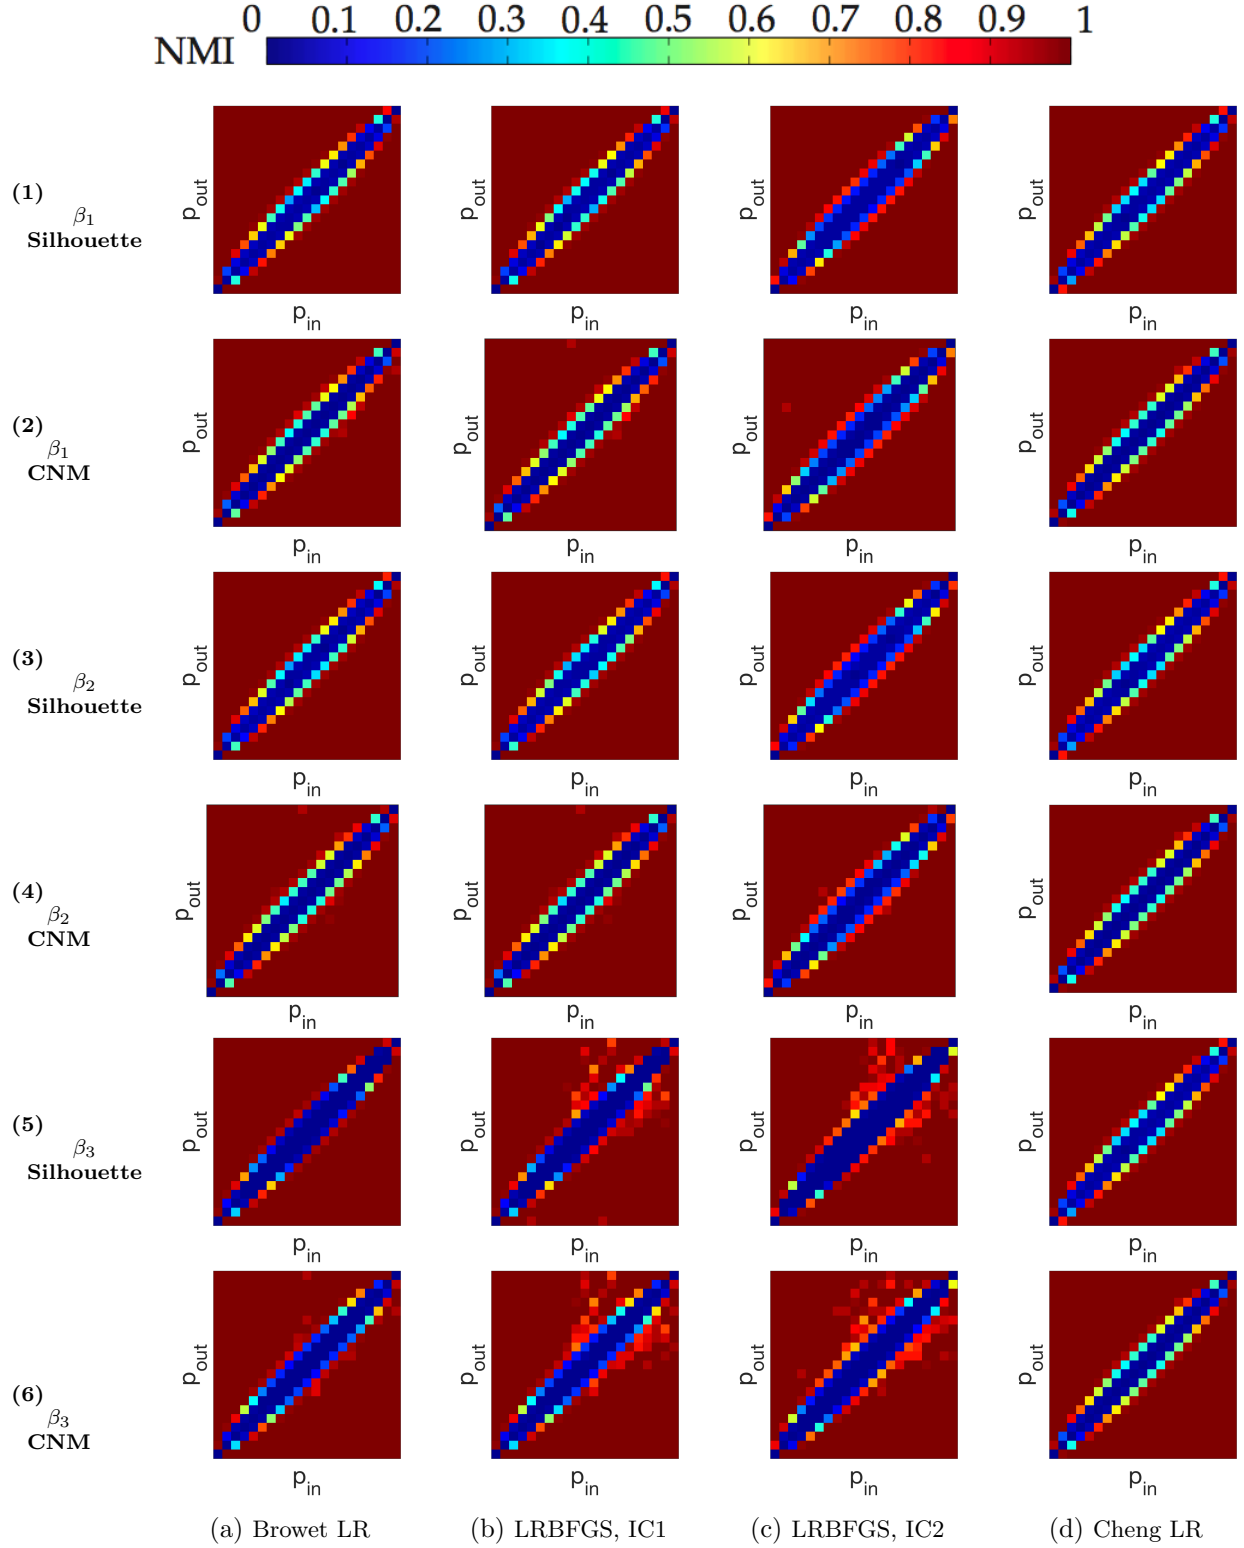 0 0.1 0.2 0.3 0.4 0.5 0.6 0.7 0.8 0.9 1
NMI
(1)
β1
Silhouette
pout pout pout pout
pin pin pin pin
(2)
β1
CNM
pout pout pout pout
pin pin pin pin
(3)
β2
Silhouette
pout pout pout pout
pin pin pin pin
(4)
β2
CNM
pout pout pout pout
pin pin pin pin
(5)
β3
Silhouette
pout pout pout pout
pin pin pin pin
(6)
β3
CNM
pout pout pout pout
pin pin pin pin
(a) Browet LR (b) LRBFGS, IC1 (c) LRBFGS, IC2 (d) Cheng LR